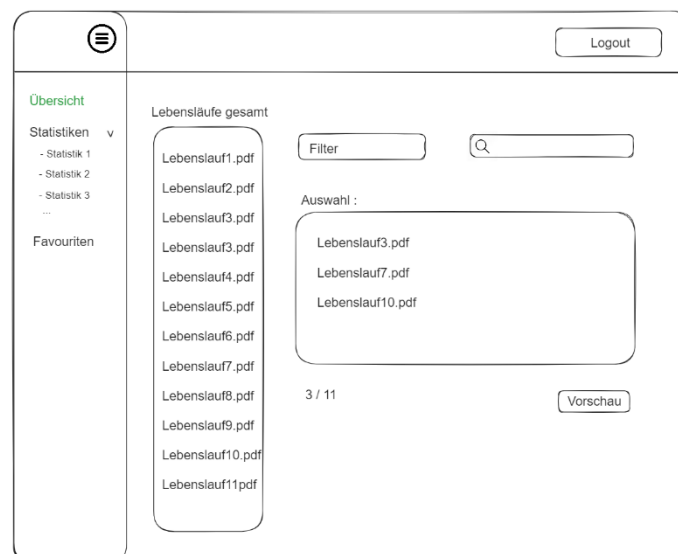 Logout
Übersicht
Statistiken v
- Statistik 1
- Statistik 2
- Statistik 3
...
Favouriten
Lebensläufe gesamt
Lebenslauf1.pdf
Lebenslauf2.pdf
Lebenslauf3.pdf
Lebenslauf3.pdf
Lebenslauf4.pdf
Lebenslauf5.pdf
Lebenslauf6.pdf
Lebenslauf7.pdf
Lebenslauf8.pdf
Lebenslauf9.pdf
Lebenslauf10.pdf
Lebenslauf11pdf
Filter
Auswahl :
Lebenslauf3.pdf
Lebenslauf7.pdf
Lebenslauf10.pdf
3 / 11
Vorschau